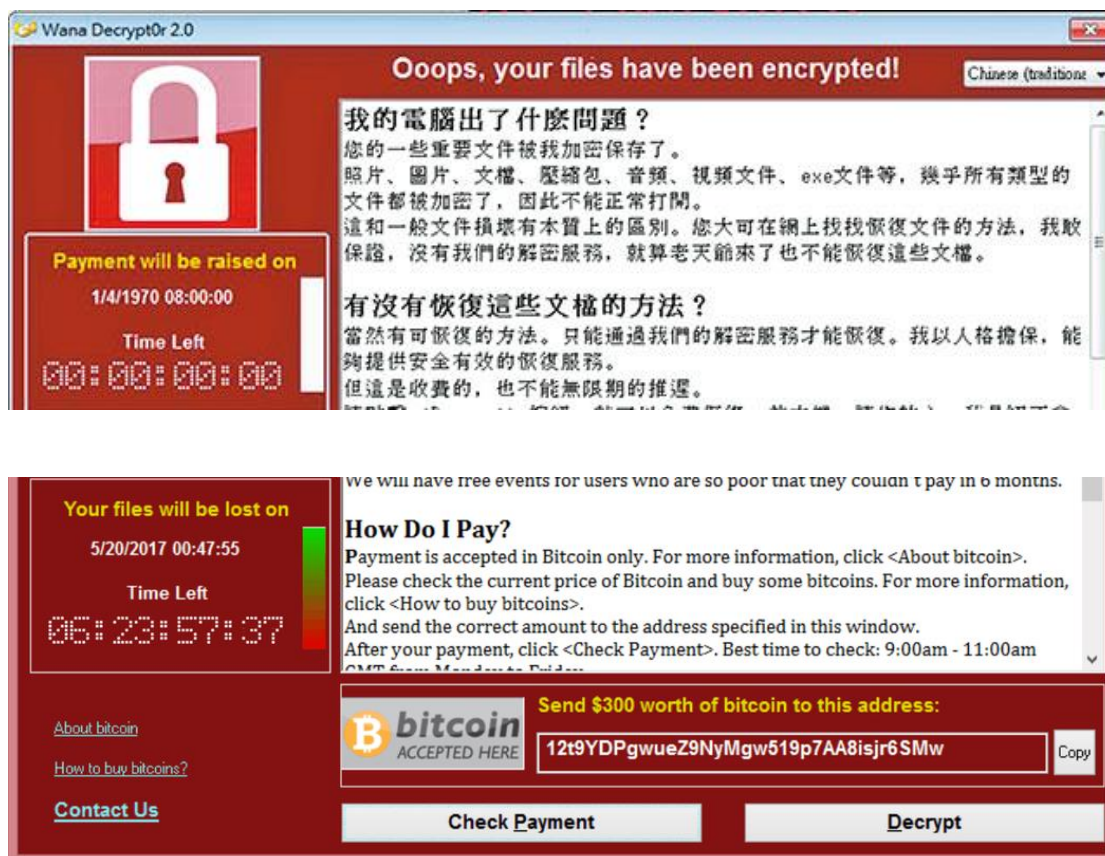 Wana Decrypt0r 2.0
Ooops, your files have been encrypted!
Chinese (traditiona
我的電腦出了什麽問題？
您的一些重要文件被我加密保存了。
照片、圖片、文檔、壓縮包、音頻、視頻文件、exe文件等，幾乎所有類型的
文件都被加密了，因此不能正常打開。
這和一般文件損壞有本質上的區別。您大可在網上找找恢復文件的方法，我敢
保證，沒有我們的解密服務，就算老天爺來了也不能恢復這些文檔。
有沒有恢復這些文檔的方法？
當然有可恢復的方法。只能通過我們的解密服務才能恢復。我以人格擔保，能
夠提供安全有效的恢復服務。
但這是收費的，也不能無限期的推遲。
Payment will be raised on
1/4/1970 08:00:00
Time Left
00:00:00:00
Your files will be lost on
5/20/2017 00:47:55
Time Left
06:23:57:37
About bitcoin
How to buy bitcoins?
Contact Us
We will have free events for users who are so poor that they couldn't pay in 6 months.
How Do I Pay?
Payment is accepted in Bitcoin only. For more information, click <About bitcoin>.
Please check the current price of Bitcoin and buy some bitcoins. For more information,
click <How to buy bitcoins>.
And send the correct amount to the address specified in this window.
After your payment, click <Check Payment>. Best time to check: 9:00am - 11:00am
GMT from Monday to Friday
bitcoin
ACCEPTED HERE
Send $300 worth of bitcoin to this address:
12t9YDPgwueZ9NyMgw519p7AA8isjr6SMw
Copy
Check Payment
Decrypt